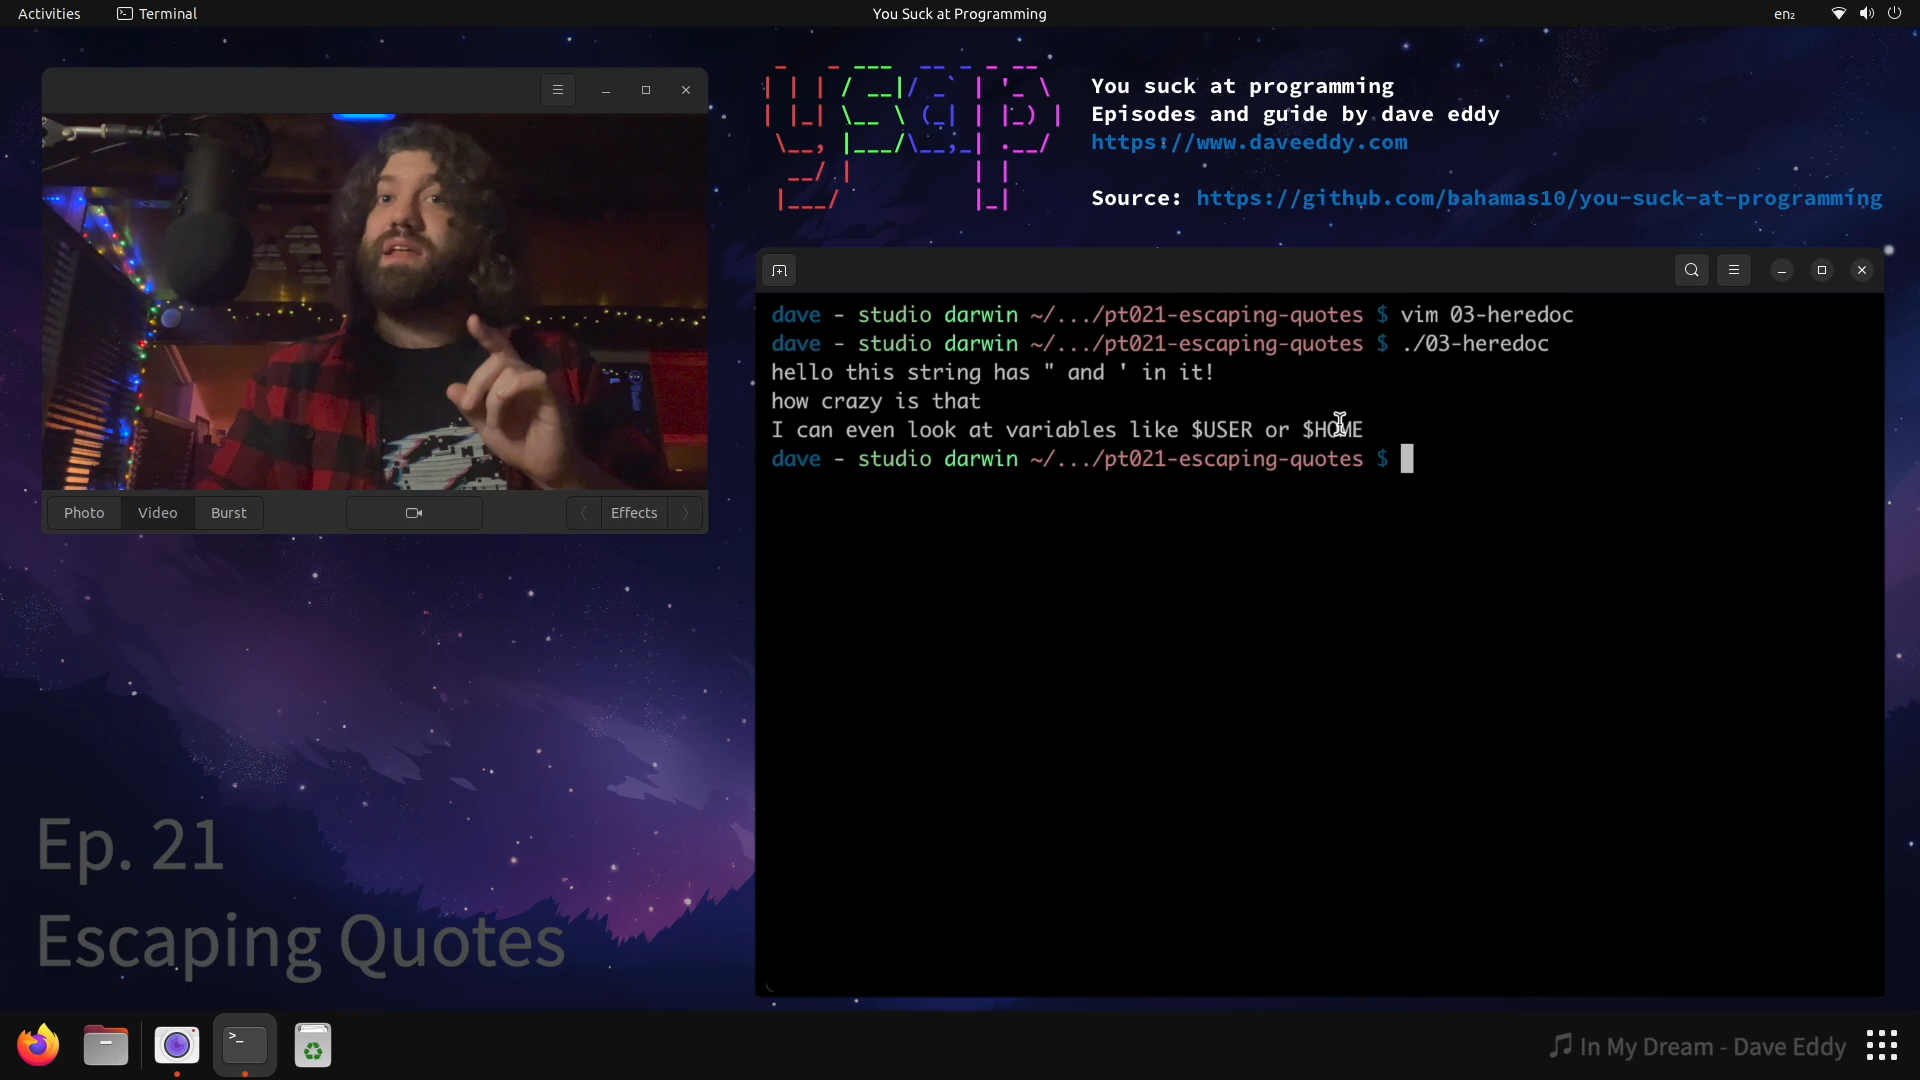 Activities
Terminal
You Suck at Programming
en₂
You suck at programming
Episodes and guide by dave eddy
https://www.daveeddy.com
Source: https://github.com/bahamas10/you-suck-at-programming
dave - studio darwin ~/.../pt021-escaping-quotes $ vim 03-heredoc
dave - studio darwin ~/.../pt021-escaping-quotes $ ./03-heredoc
hello this string has " and ' in it!
how crazy is that
I can even look at variables like $USER or $HOME
dave - studio darwin ~/.../pt021-escaping-quotes $
Photo
Video
Burst
Effects
Ep. 21
Escaping Quotes
In My Dream - Dave Eddy